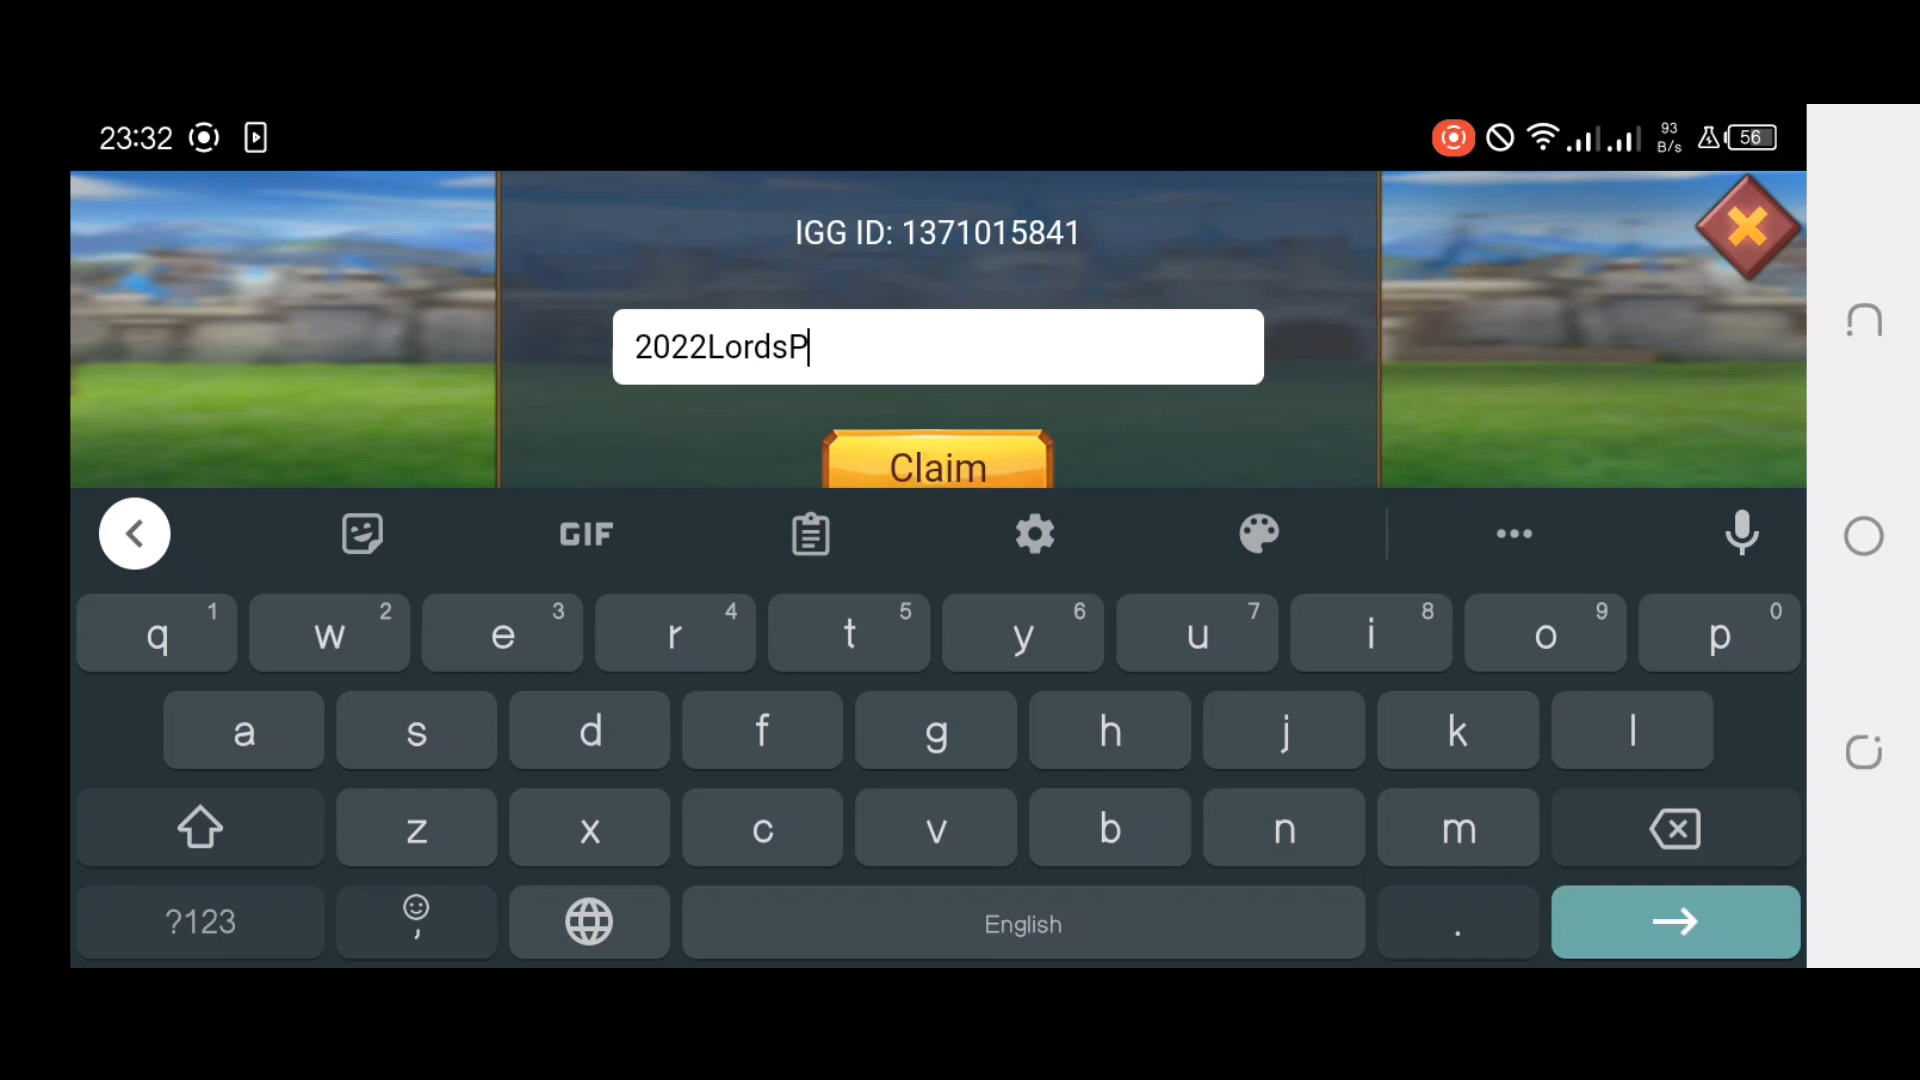 23:32
93
B/s
56
IGG ID: 1371015841
2022LordsP
Claim
GIF
q 1 w 2 e 3 r 4 t 5 y 6 u 7 i 8 o 9 p 0
a s d f g h j k l
z x c v b n m
?123 , English .